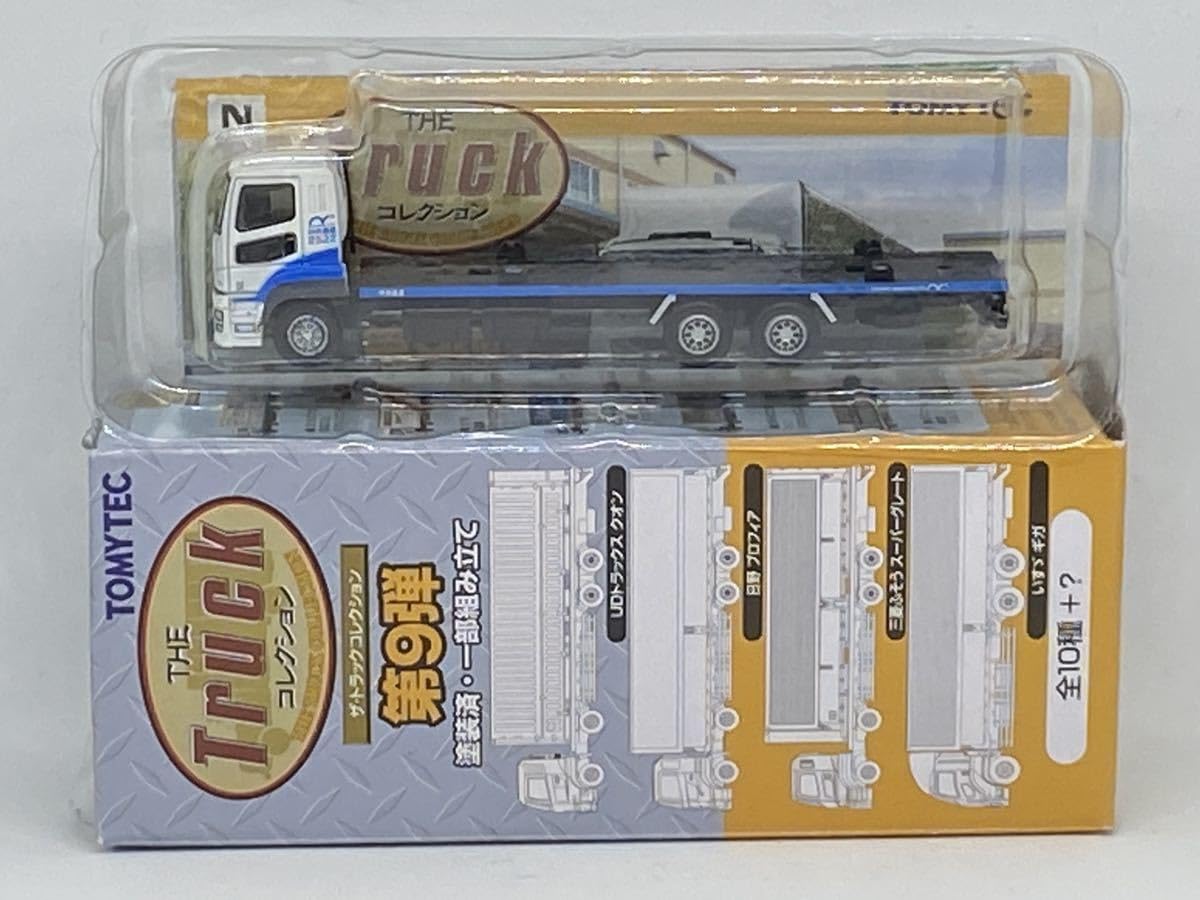 THE
Truck
コレクション
TOMYTEC
R
TOMYTEC
THE
Truck
コレクション
ザ・トラックコレクション
第9弾
塗装済・一部組み立て
UDトラックス クオン
日野 プロフィア
三菱ふそう スーパーグレート
いすゞ ギガ
全10種 +?